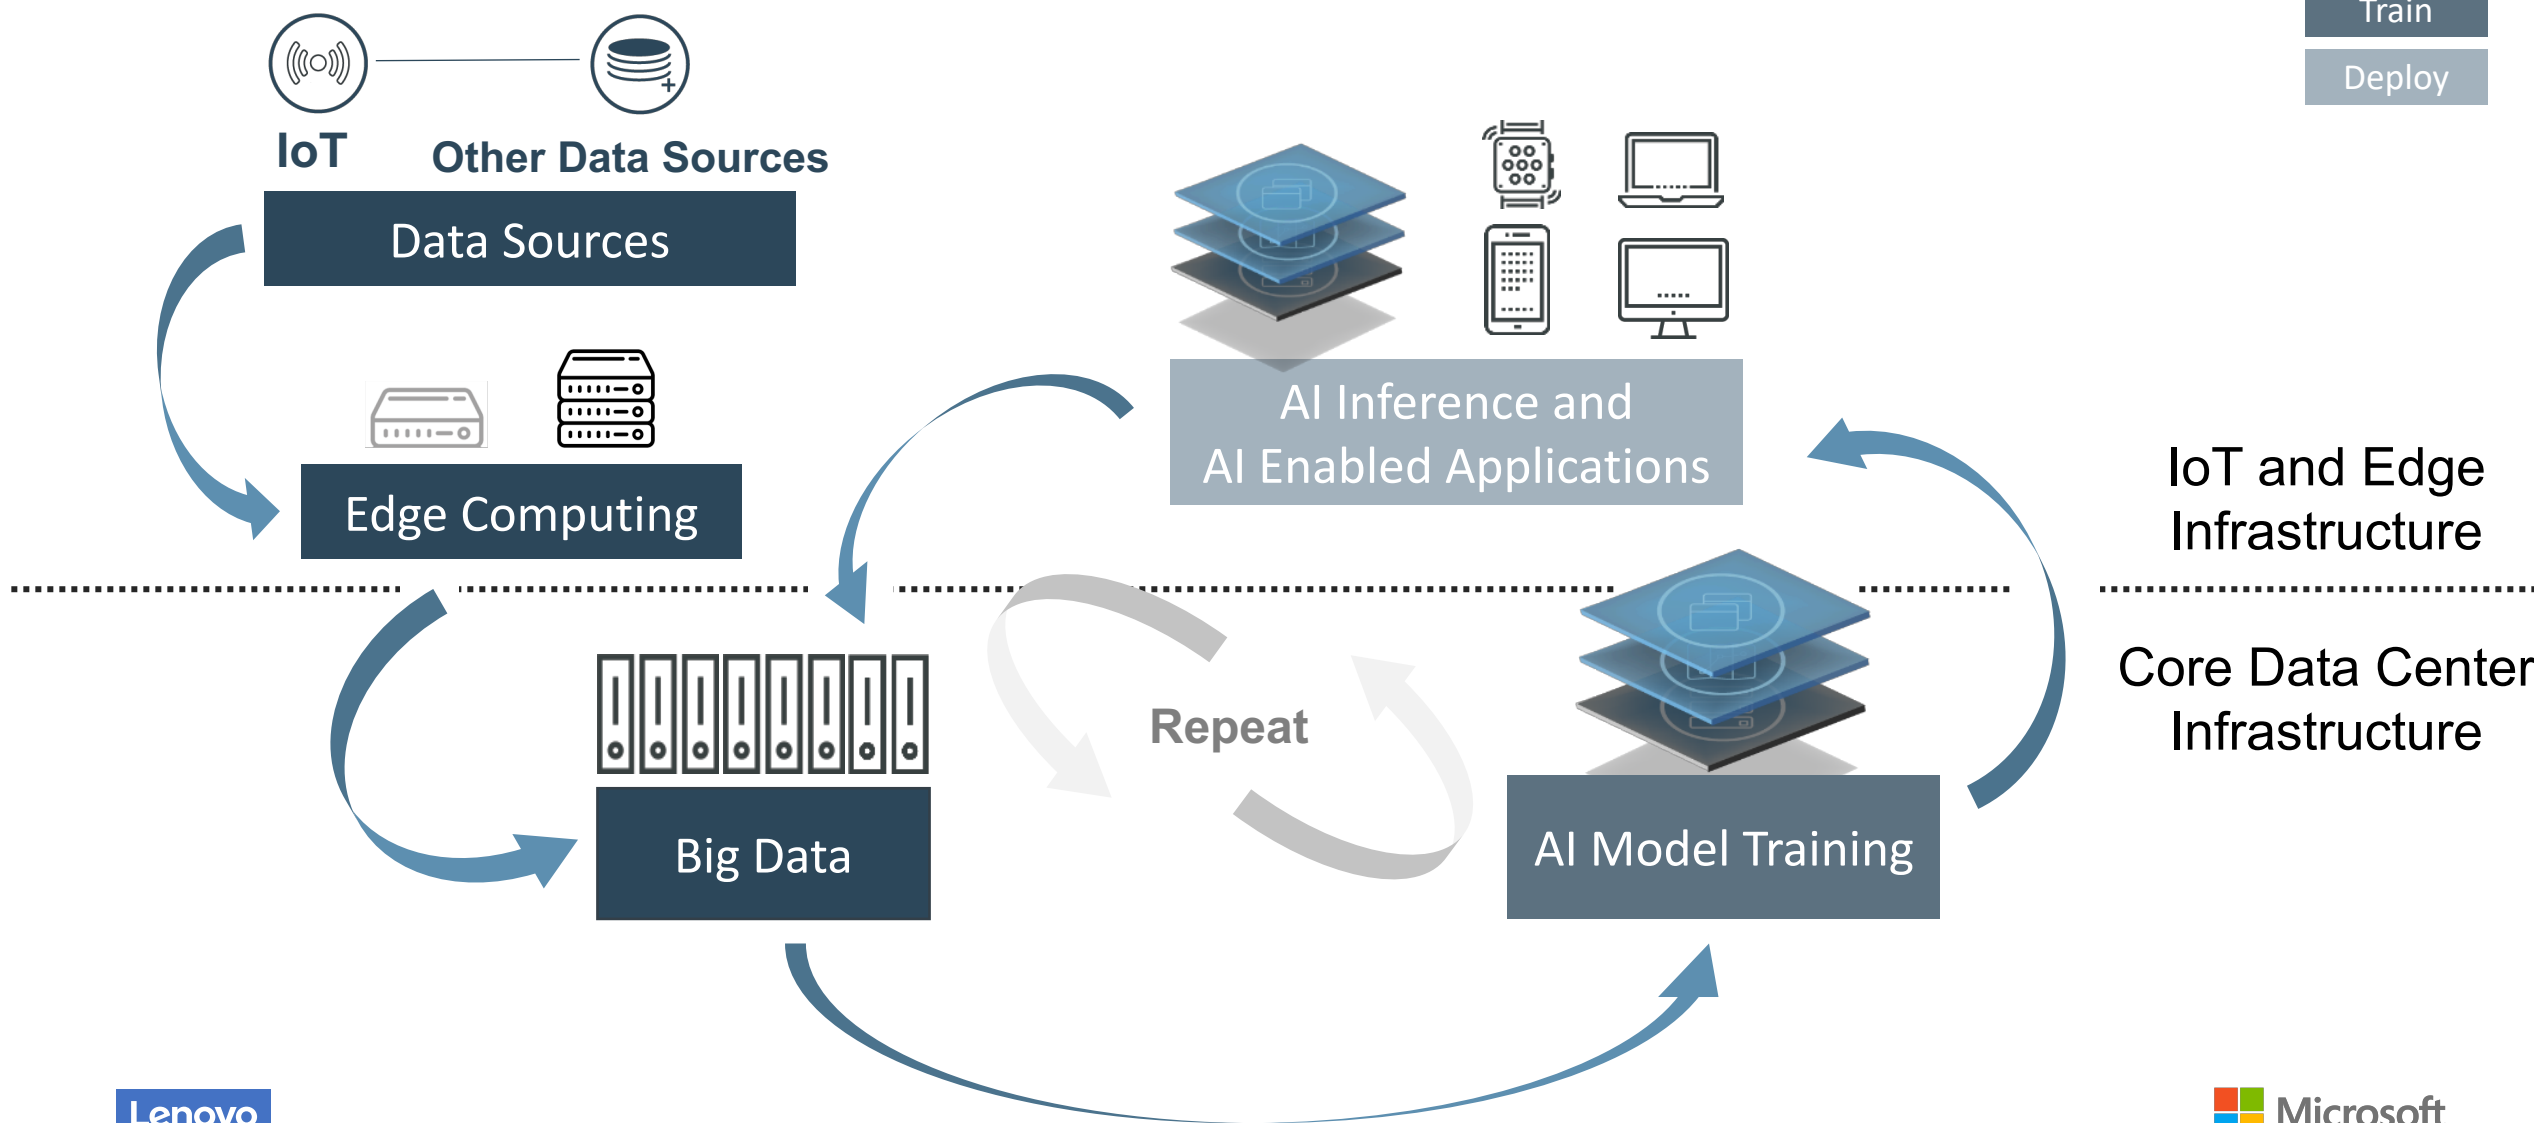 Train
Deploy
IoT
Other Data Sources
Data Sources
Edge Computing
AI Inference and
AI Enabled Applications
IoT and Edge
Infrastructure
Core Data Center
Infrastructure
Repeat
Big Data
AI Model Training
Lenovo
Microsoft